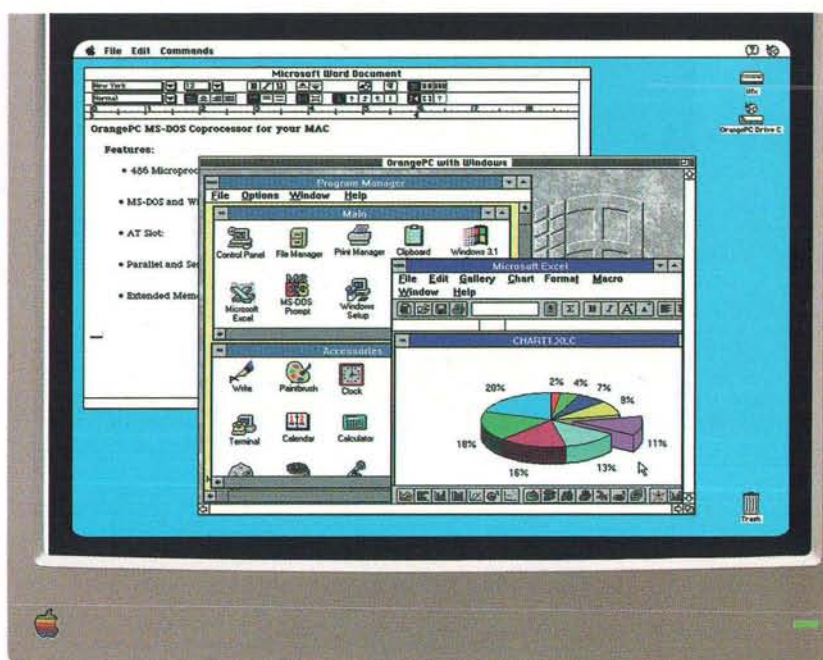 File Edit Commands
Microsoft Word Document
New York 12
Normal
OrangePC MS-DOS Coprocessor for your MAC
Features:
• 486 Microproc
• MS-DOS and Wi
• AT Slot:
• Parallel and Se
• Extended Mem
OrangePC with Windows
Program Manager
File Options Window Help
Main
Control Panel File Manager Print Manager Clipboard Windows 3.1
Microsoft Excel MS-DOS Prompt Windows Setup
Accessories
Write Paintbrush Clock
Terminal Calendar Calculator
Microsoft Excel
File Edit Gallery Chart Format Macro
Window Help
CHART1.XLC
20% 2% 4% 7%
9%
18% 11%
16% 13%
OrangePC Drive C
Trash